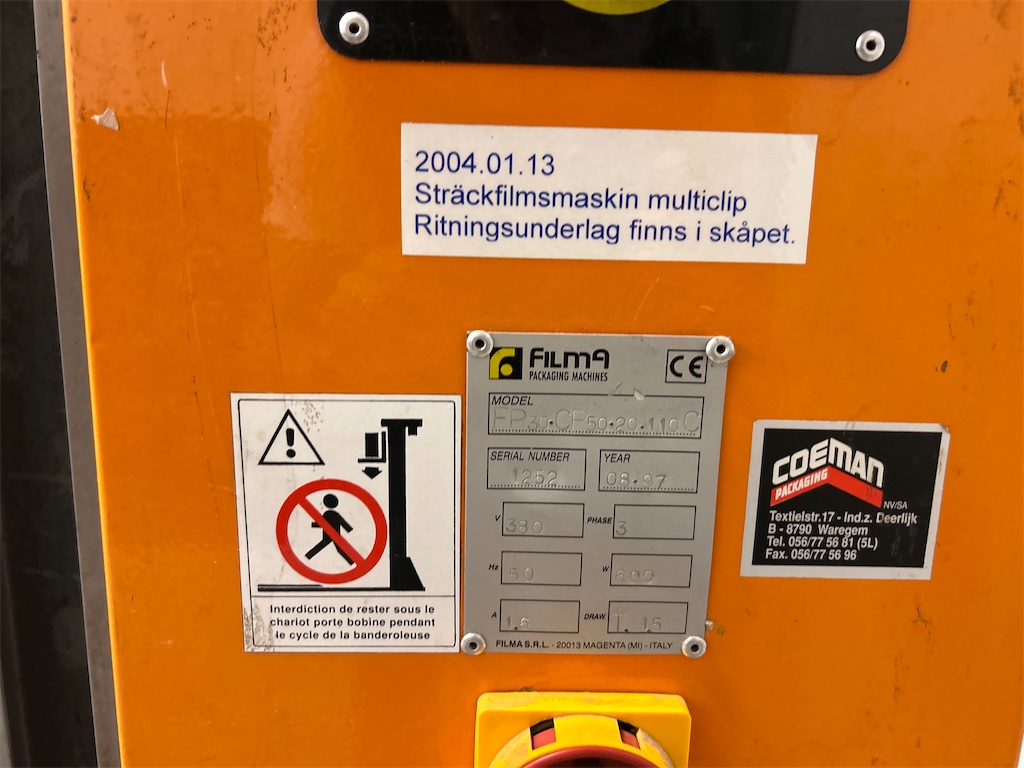 2004.01.13
Sträckfilmsmaskin multiclip
Ritningsunderlag finns i skåpet.
FILMA
PACKAGING MACHINES
CE
MODEL
FP30.CP50.20.110C
SERIAL NUMBER 1252
YEAR 08.97
V 380
PHASE 3
Hz 50
W 600
A 1.6
DRAW. T. 15
FILMA S.R.L. - 20013 MAGENTA (MI) - ITALY
Interdiction de rester sous le
chariot porte bobine pendant
le cycle de la banderoleuse
COEMAN
PACKAGING
NV/SA
Textielstr.17 - Ind.z. Deerlijk
B - 8790 Waregem
Tel. 056/77 56 81 (5L)
Fax. 056/77 56 96